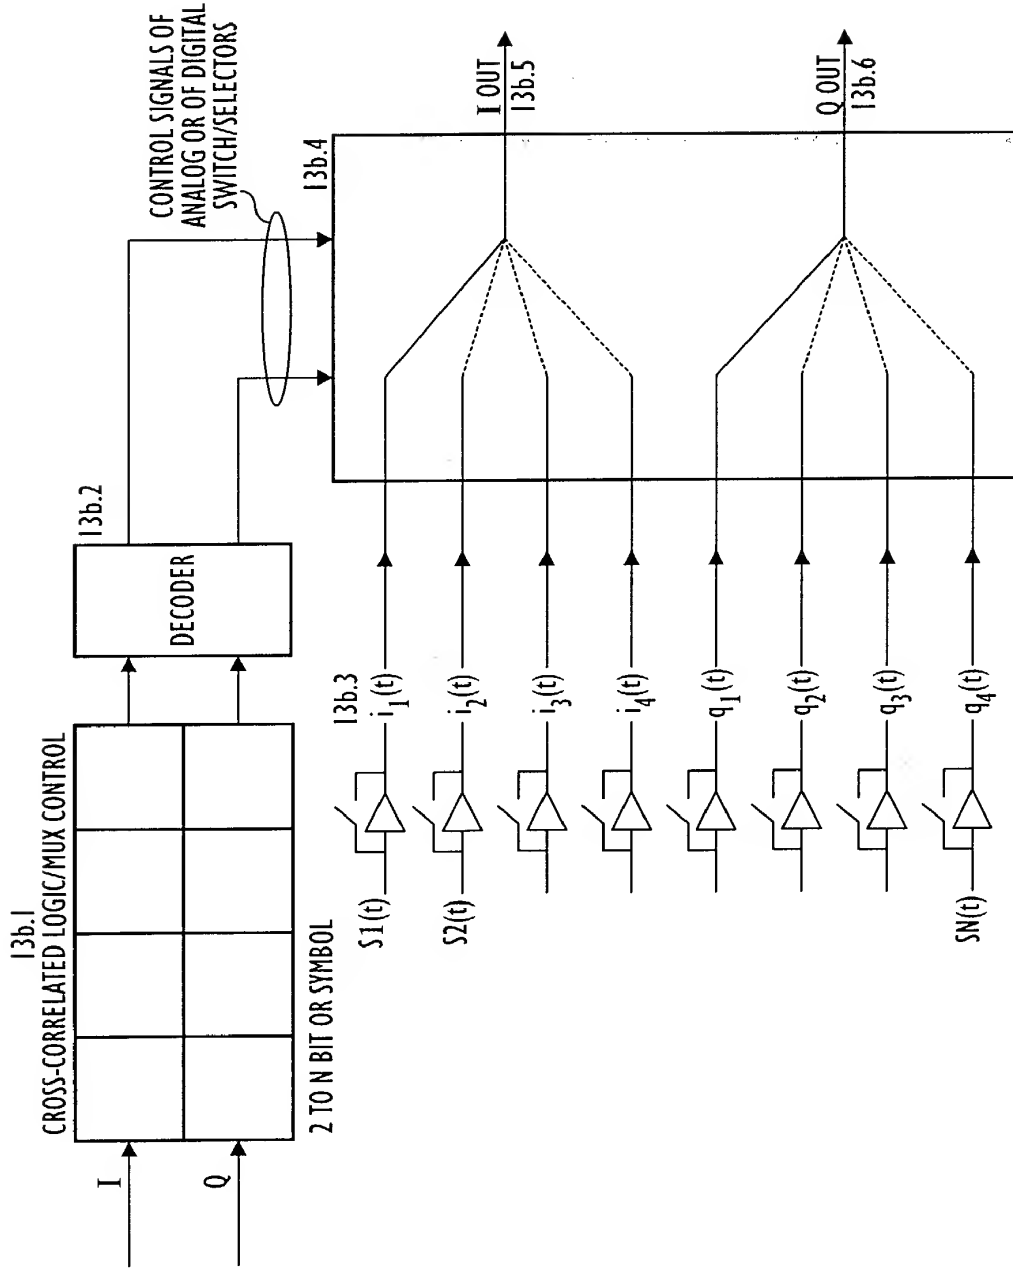 13b.1
CROSS-CORRELATED LOGIC/MUX CONTROL
I
Q
2 TO N BIT OR SYMBOL
13b.2
DECODER
CONTROL SIGNALS OF
ANALOG OR OF DIGITAL
SWITCH/SELECTORS
13b.3
13b.4
S1(t)
i1(t)
S2(t)
i2(t)
i3(t)
i4(t)
q1(t)
q2(t)
q3(t)
SN(t)
q4(t)
I OUT
13b.5
Q OUT
13b.6